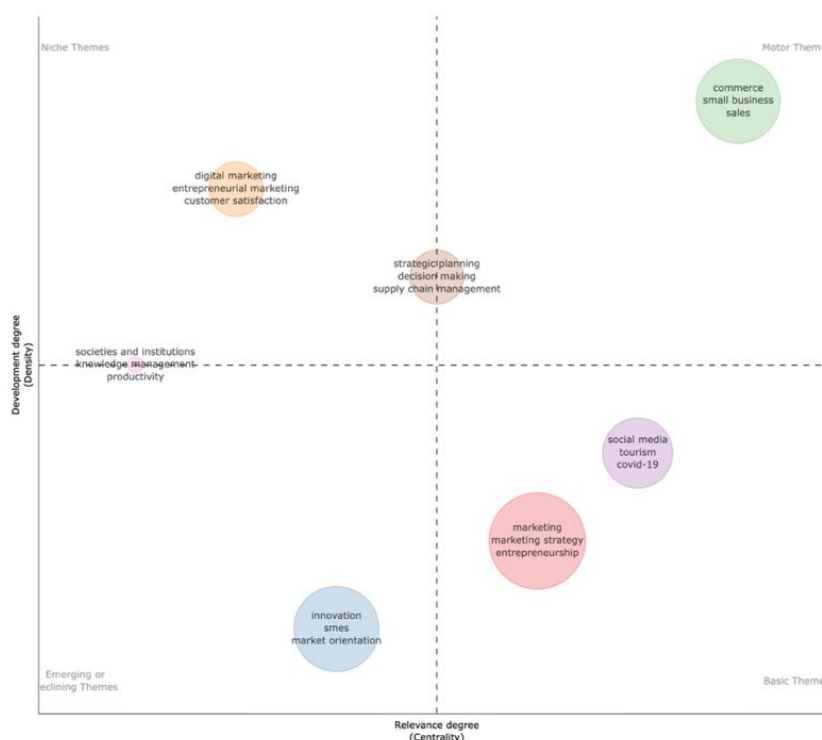 Niche Themes
Motor Theme
commerce
small business
sales
digital marketing
entrepreneurial marketing
customer satisfaction
strategic planning
decision making
supply chain management
societies and institutions
knowledge management
productivity
Development degree
(Density)
social media
tourism
covid-19
marketing
marketing strategy
entrepreneurship
innovation
smes
market orientation
Emerging or
eclining Themes
Basic Theme
Relevance degree
(Centrality)